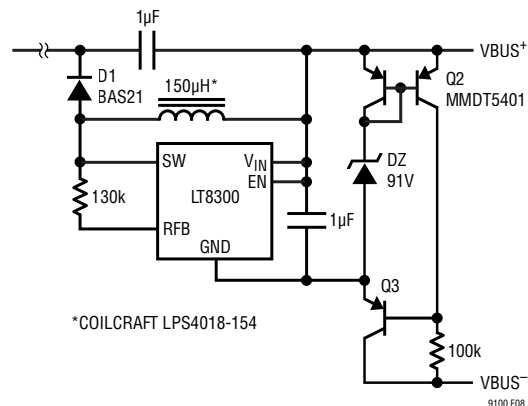 1µF
VBUS+
D1
BAS21
150µH*
Q2
MMDT5401
SW
VIN
EN
DZ
91V
130k
LT8300
RFB
1µF
GND
Q3
*COILCRAFT LPS4018-154
100k
VBUS–
9100 F08